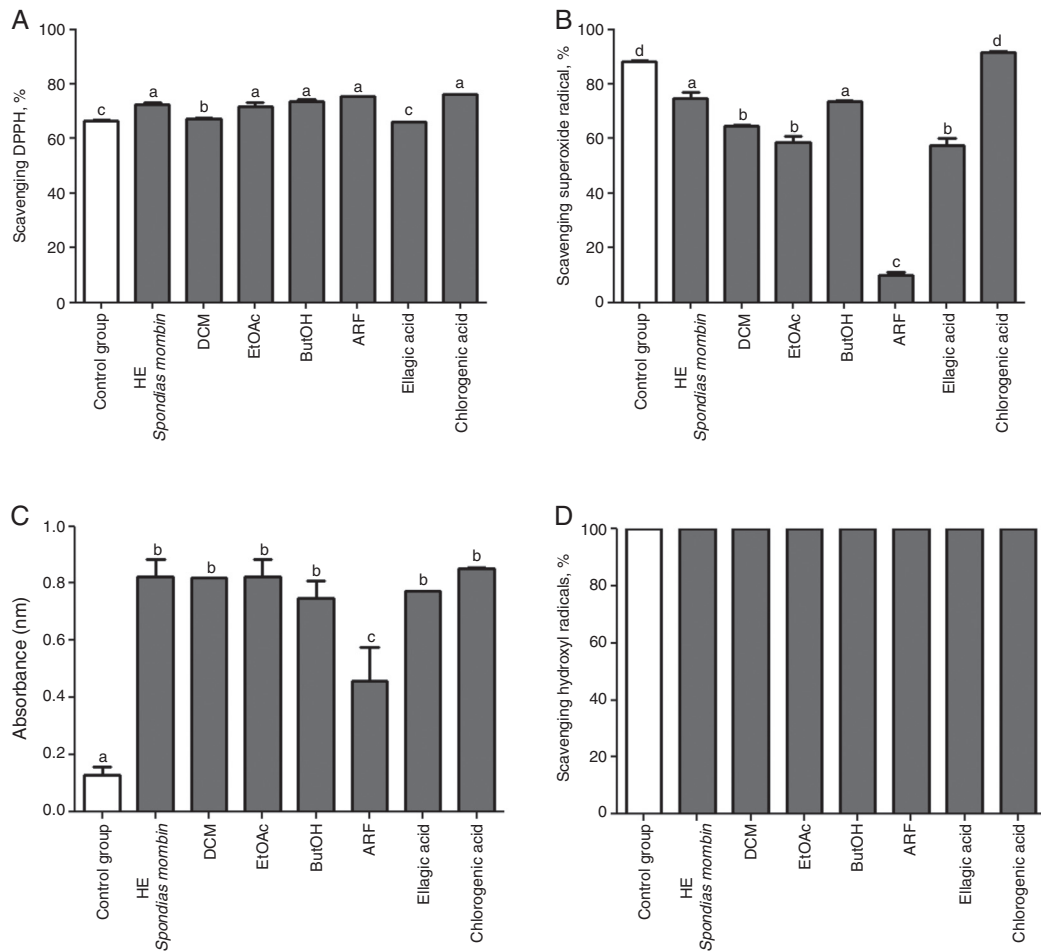 A
Scavenging DPPH, %
100
80
60
40
20
0
c
a
b
a
a
a
c
a
Control group
HE
Spondias mombin
DCM
EtOAc
ButOH
ARF
Ellagic acid
Chlorogenic acid
B
Scavenging superoxide radical, %
100
80
60
40
20
0
d
a
b
b
a
c
b
d
Control group
HE
Spondias mombin
DCM
EtOAc
ButOH
ARF
Ellagic acid
Chlorogenic acid
C
Absorbance (nm)
1.0
0.8
0.6
0.4
0.2
0.0
a
b
b
b
b
c
b
b
Control group
HE
Spondias mombin
DCM
EtOAc
ButOH
ARF
Ellagic acid
Chlorogenic acid
D
Scavenging hydroxyl radicals, %
100
80
60
40
20
0
Control group
HE
Spondias mombin
DCM
EtOAc
ButOH
ARF
Ellagic acid
Chlorogenic acid